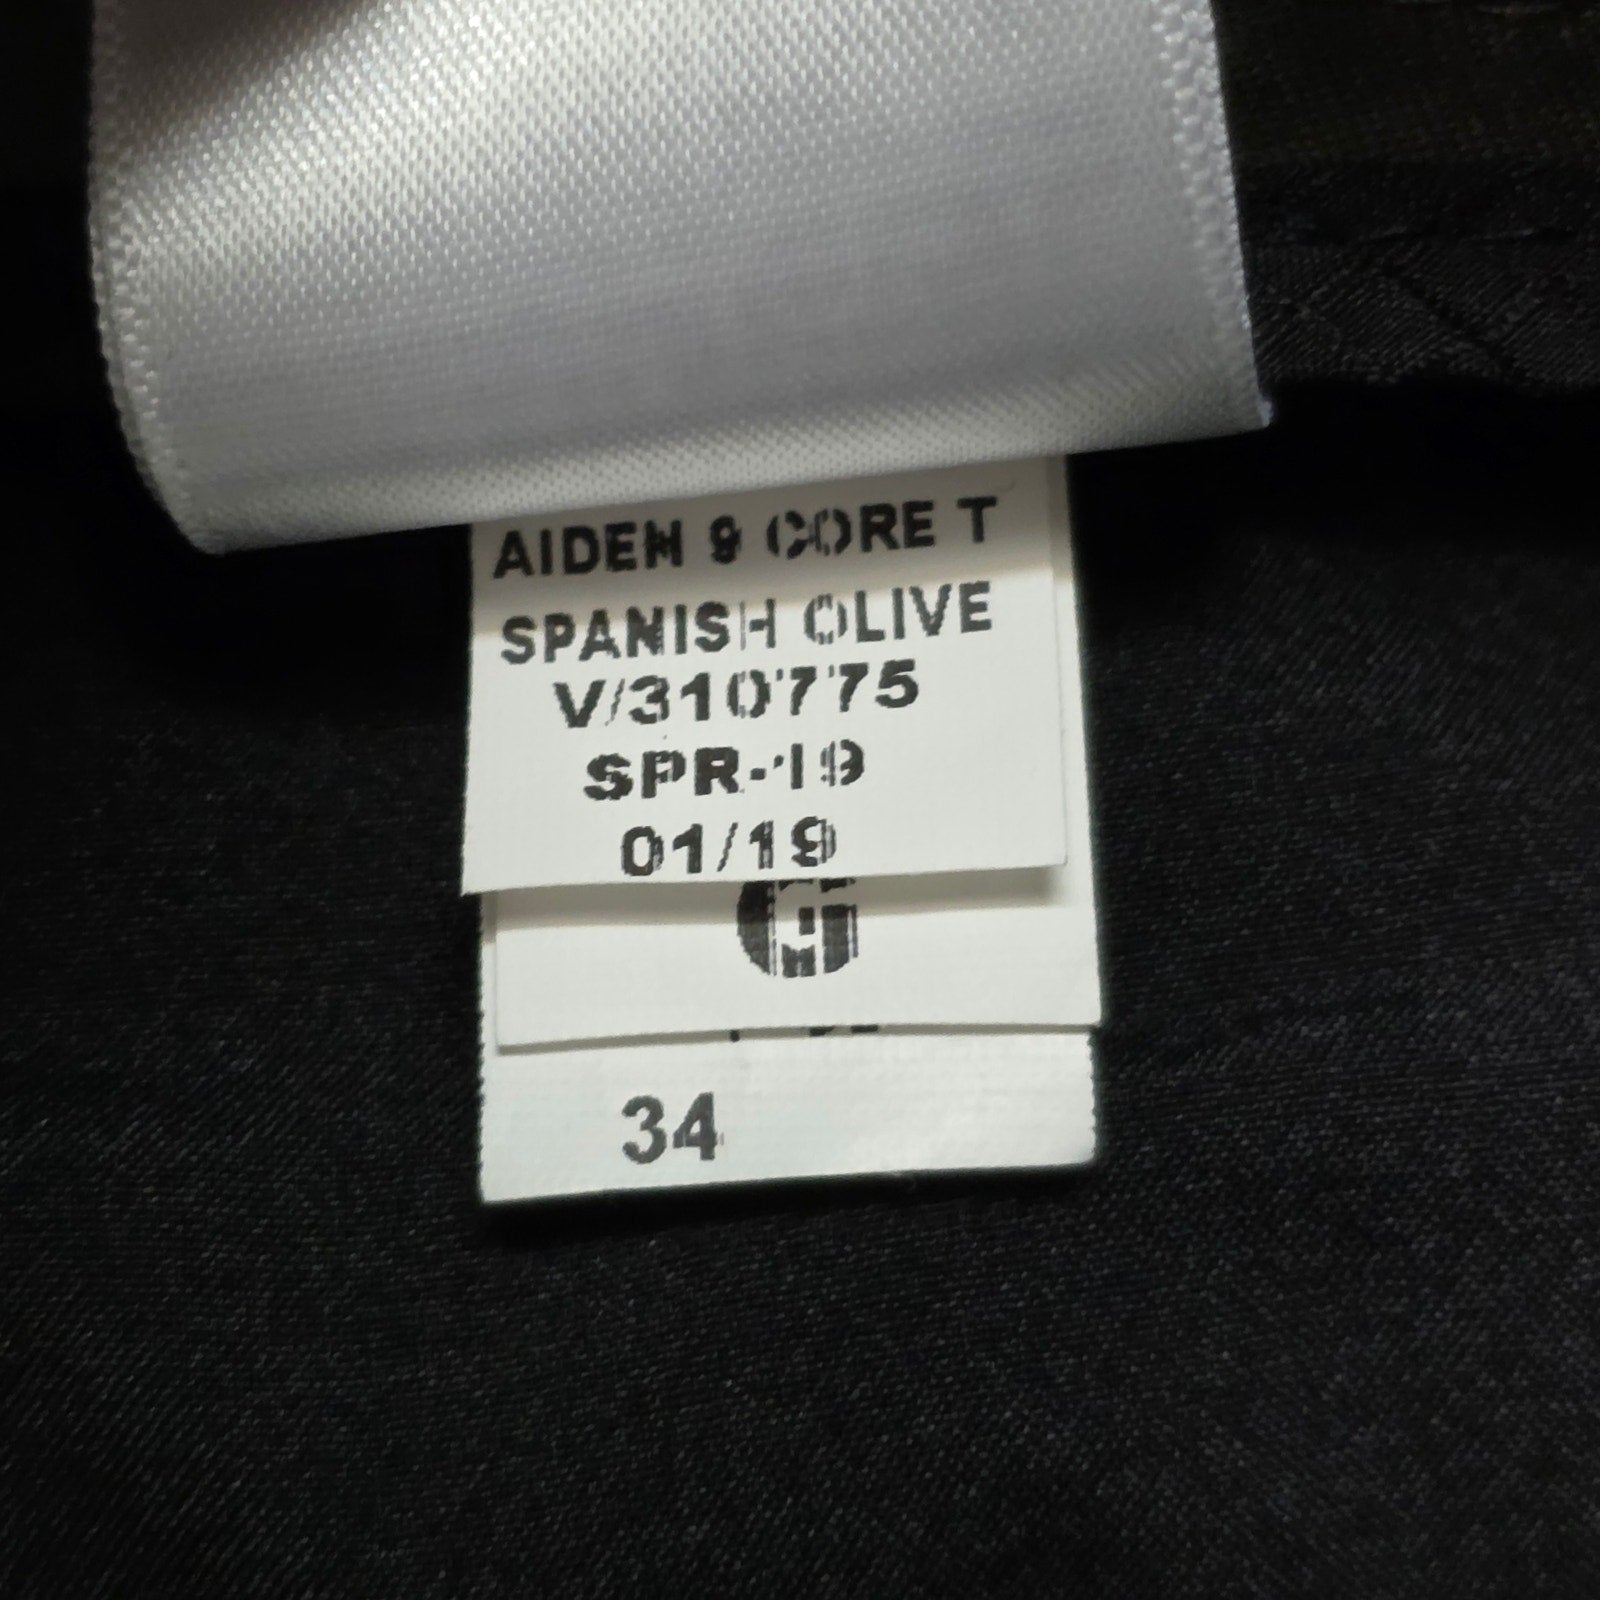 AIDEN 9 CORE T
SPANISH OLIVE
V/310775
SPR-19
01/19
G
34